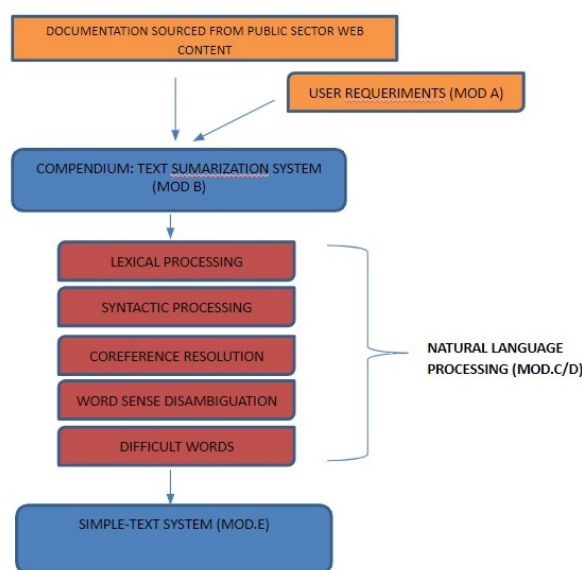 DOCUMENTATION SOURCED FROM PUBLIC SECTOR WEB
CONTENT
USER REQUERIMENTS (MOD A)
COMPENDIUM: TEXT SUMARIZATION SYSTEM
(MOD B)
LEXICAL PROCESSING
SYNTACTIC PROCESSING
COREFERENCE RESOLUTION
WORD SENSE DISAMBIGUATION
DIFFICULT WORDS
NATURAL LANGUAGE
PROCESSING (MOD.C/D)
SIMPLE-TEXT SYSTEM (MOD.E)